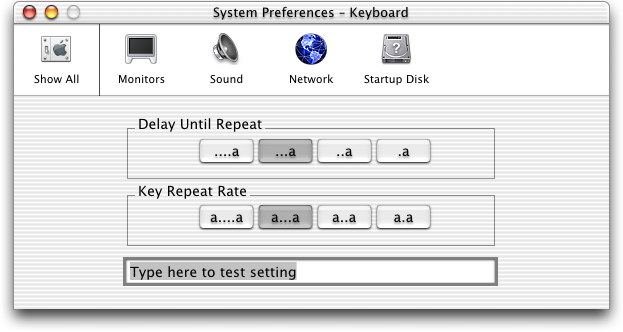 System Preferences – Keyboard
Show All Monitors Sound Network Startup Disk
Delay Until Repeat
....a ...a ..a .a
Key Repeat Rate
a....a a...a a..a a.a
Type here to test setting